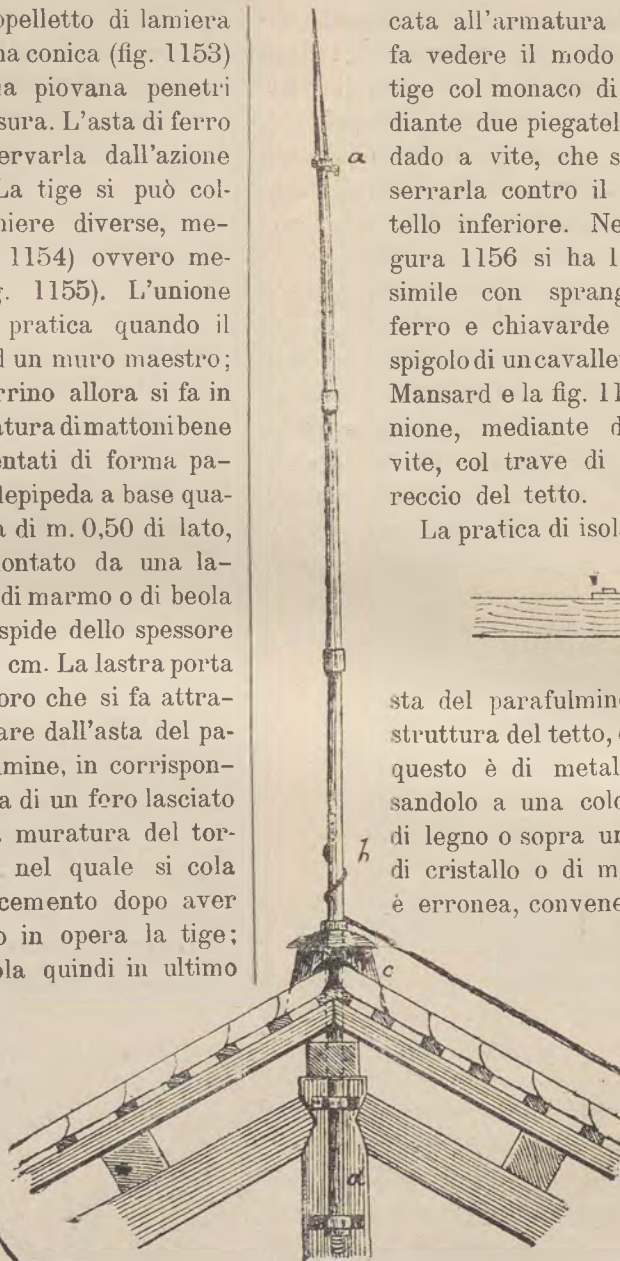 opelletto di lamiera
na conica (fig. 1153)
a piovana penetri
sura. L'asta di ferro
ervarla dall'azione
La tige si può col-
niere diverse, me-
1154) ovvero me-
g. 1155). L'unione
pratica quando il
d un muro maestro;
rrino allora si fa in
atura di mattoni bene
entati di forma pa-
lepipeda a base qua-
a di m. 0,50 di lato,
ontato da una la-
di marmo o di beola
spide dello spessore
cm. La lastra porta
oro che si fa attra-
are dall'asta del pa-
lmine, in corrispon-
a di un foro lasciato
muratura del tor-
nel quale si cola
cemento dopo aver
o in opera la tige;
ola quindi in ultimo
a
h
c
d
cata all'armatura
fa vedere il modo
tige col monaco di
diante due piegatel
dado a vite, che s
serrarla contro il
tello inferiore. Ne
gura 1156 si ha l
simile con sprang
ferro e chiavarde
spigolo di un cavalle
Mansard e la fig. 11
nione, mediante d
vite, col trave di
reccio del tetto.
La pratica di isol
v
sta del parafulmine
struttura del tetto,
questo è di metal
sandolo a una colo
di legno o sopra un
di cristallo o di m
è erronea, convene